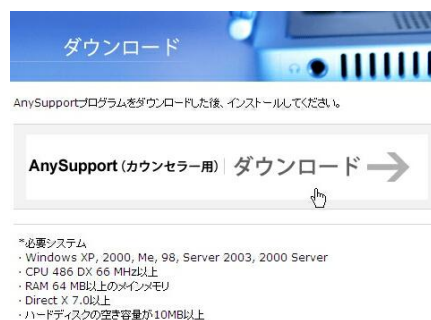 ダウンロード
AnySupportプログラムをダウンロードした後、インストールしてください。
AnySupport (カウンセラー用) | ダウンロード →
*必要システム
· Windows XP, 2000, Me, 98, Server 2003, 2000 Server
· CPU 486 DX 66 MHz以上
· RAM 64 MB以上のメインメモリ
· Direct X 7.0以上
· ハードディスクの空き容量が10MB以上